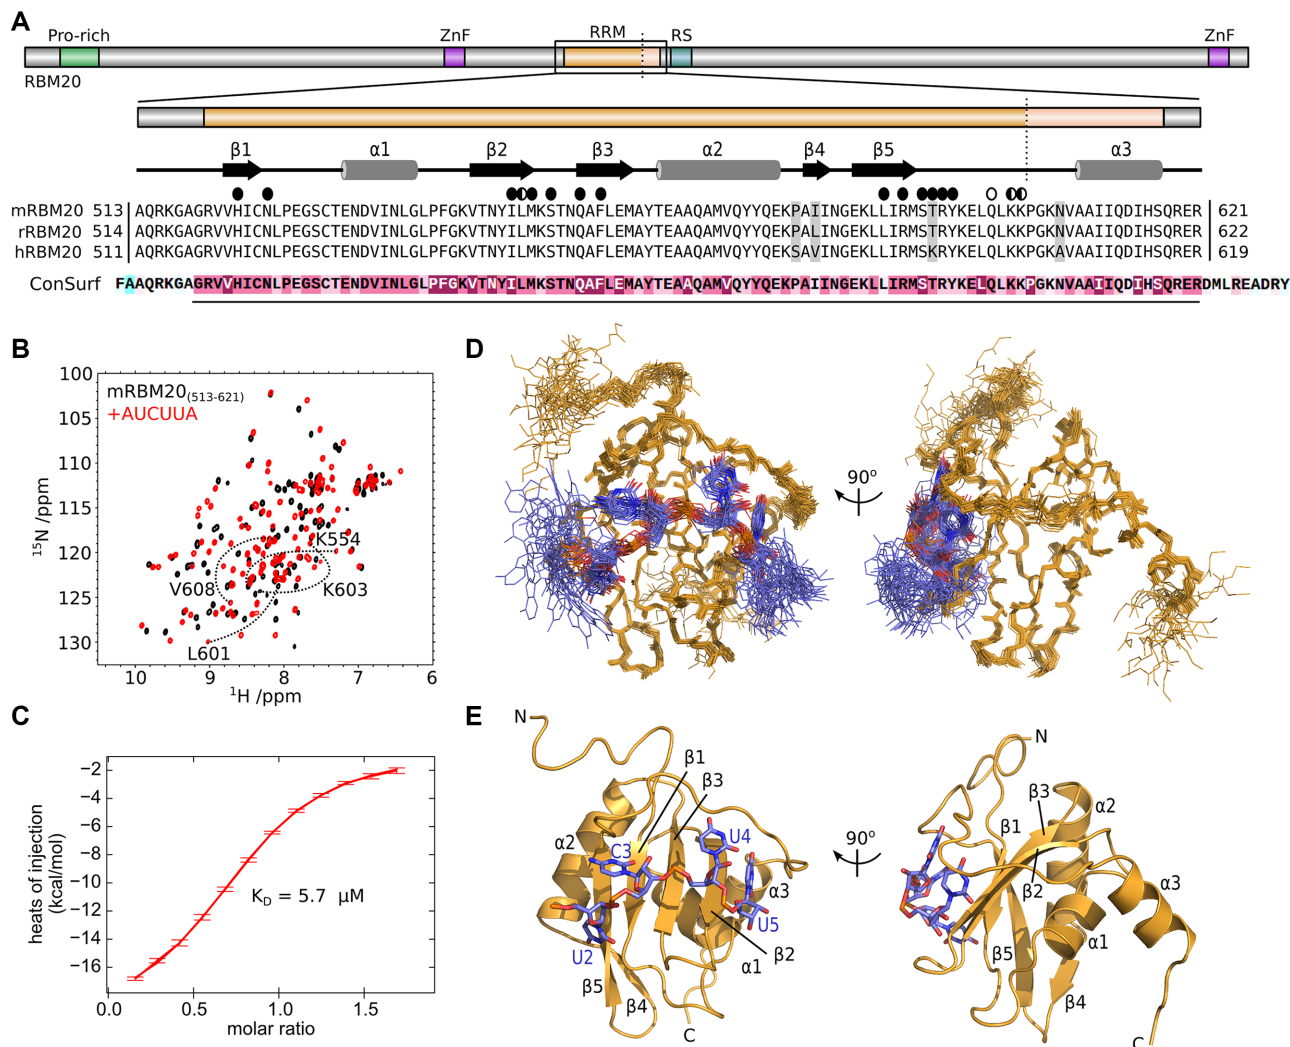 A
Pro-rich ZnF RRM RS ZnF
RBM20
β1 α1 β2 β3 α2 β4 β5 α3
mRBM20 513 AQRKGAGRVVHICNLPEGSCTENDVINLGLPFGKVTNYILMKSTNQAFLEMAYTEAAQAMVQYYQEKPAIINGEKLLIRMSTRYKELQLKKPGKNVAAIIQDIHSQRER 621
rRBM20 514 AQRKGAGRVVHICNLPEGSCTENDVINLGLPFGKVTNYILMKSTNQAFLEMAYTEAAQAMVQYYQEKPALINGEKLLIRMSTRYKELQLKKPGKNVAAIIQDIHSQRER 622
hRBM20 511 AQRKGAGRVVHICNLPEGSCTENDVINLGLPFGKVTNYILMKSTNQAFLEMAYTEAAQAMVQYYQEKSAVINGEKLLIRMSKRYKELQLKKPGKAVAAIIQDIHSQRER 619
ConSurf FAAQRKGAGRVVHICNLPEGSCTENDVINLGLPFGKVTNYILMKSTNQAFLEMAYTEAAQAMVQYYQEKPAIINGEKLLIRMSTRYKELQLKKPGKNVAAIIQDIHSQRERDMLREADRY
B
mRBM20(513-621)
+AUCUUA
100
105
110
115
120
125
130
15N /ppm
K554
V608
K603
L601
10 9 8 7 6
1H /ppm
C
−2
−4
−6
−8
−10
−12
−14
−16
heats of injection
(kcal/mol)
KD = 5.7 μM
0.0 0.5 1.0 1.5
molar ratio
D
90o
E
N
β1
β3
α2
C3
U4
α3
U5
U2
α1
β2
β5
β4
C
90o
N
β3
α2
β1
β2
α3
α1
β5
β4
C